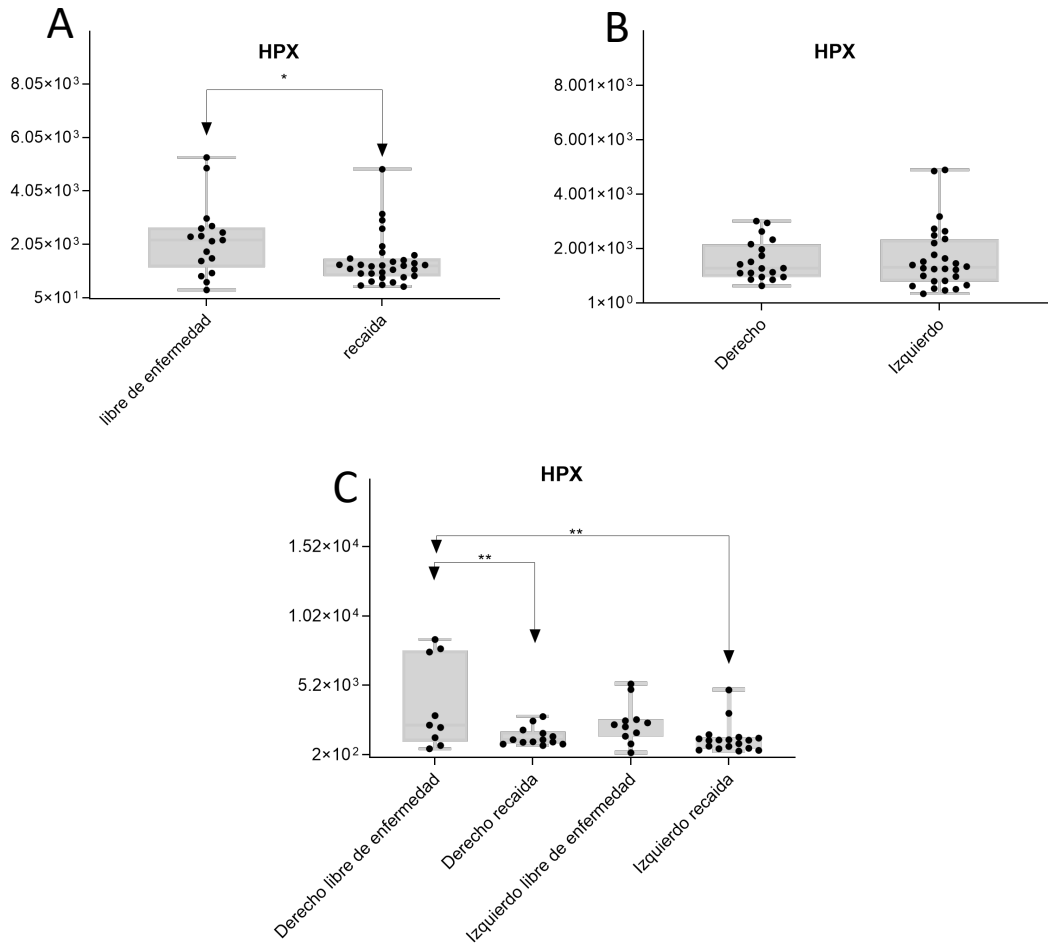 A
HPX
*
8.05×10³
6.05×10³
4.05×10³
2.05×10³
5×10¹
libre de enfermedad
recaida
B
HPX
8.001×10³
6.001×10³
4.001×10³
2.001×10³
1×10⁰
Derecho
Izquierdo
C
HPX
**
**
1.52×10⁴
1.02×10⁴
5.2×10³
2×10²
Derecho libre de enfermedad
Derecho recaida
Izquierdo libre de enfermedad
Izquierdo recaida